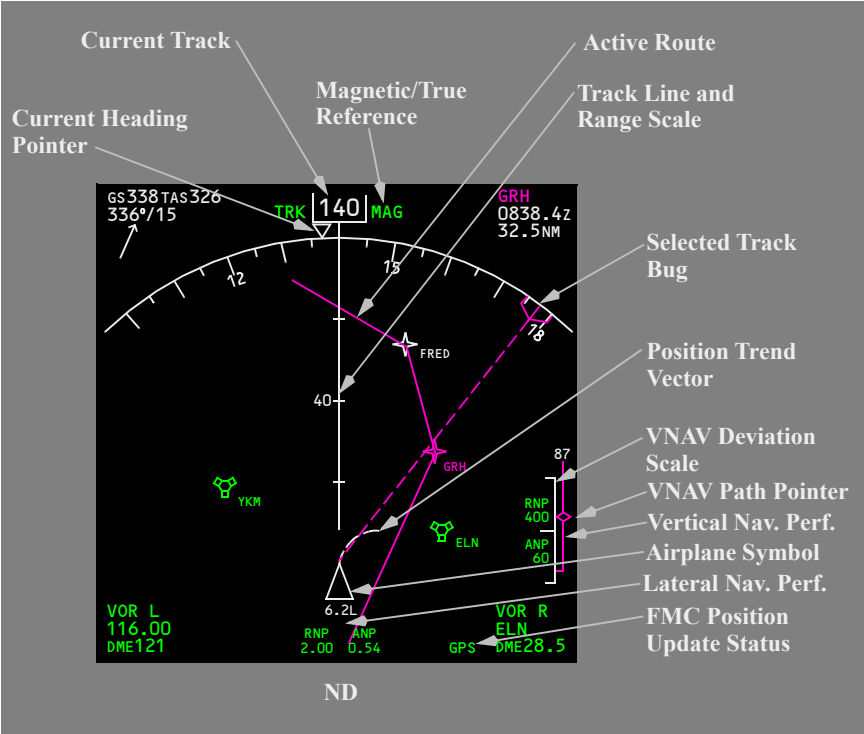 Current Track
Active Route
Magnetic/True
Reference
Track Line and
Range Scale
Current Heading
Pointer
GS338 TAS326
336°/15
TRK
140
MAG
GRH
0838.4Z
32.5NM
12
15
18
Selected Track
Bug
FRED
Position Trend
Vector
40
GRH
VNAV Deviation
Scale
87
YKM
RNP
400
VNAV Path Pointer
Vertical Nav. Perf.
ELN
ANP
60
Airplane Symbol
Lateral Nav. Perf.
6.2L
VOR L
116.00
DME121
RNP
2.00
ANP
0.54
GPS
VOR R
ELN
DME28.5
FMC Position
Update Status
ND